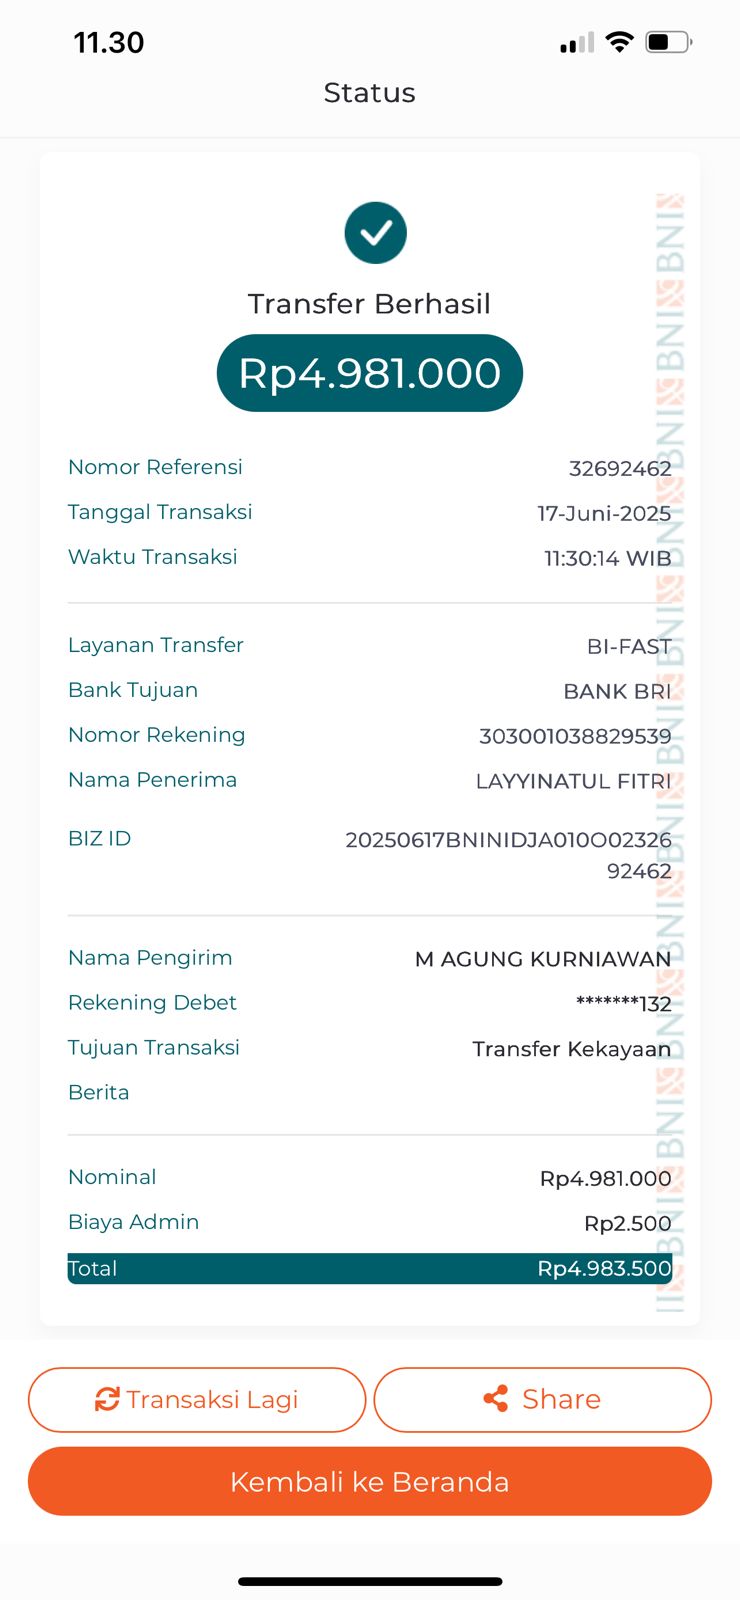 11.30
Status
Transfer Berhasil
Rp4.981.000
Nomor Referensi 32692462
Tanggal Transaksi 17-Juni-2025
Waktu Transaksi 11:30:14 WIB
Layanan Transfer BI-FAST
Bank Tujuan BANK BRI
Nomor Rekening 303001038829539
Nama Penerima LAYYINATUL FITRI
BIZ ID 20250617BNINIDJA010O02326
92462
Nama Pengirim M AGUNG KURNIAWAN
Rekening Debet *******132
Tujuan Transaksi Transfer Kekayaan
Berita
Nominal Rp4.981.000
Biaya Admin Rp2.500
Total Rp4.983.500
Transaksi Lagi
Share
Kembali ke Beranda
BNI BNI BNI BNI BNI BNI BNI BNI BNI BNI BNI